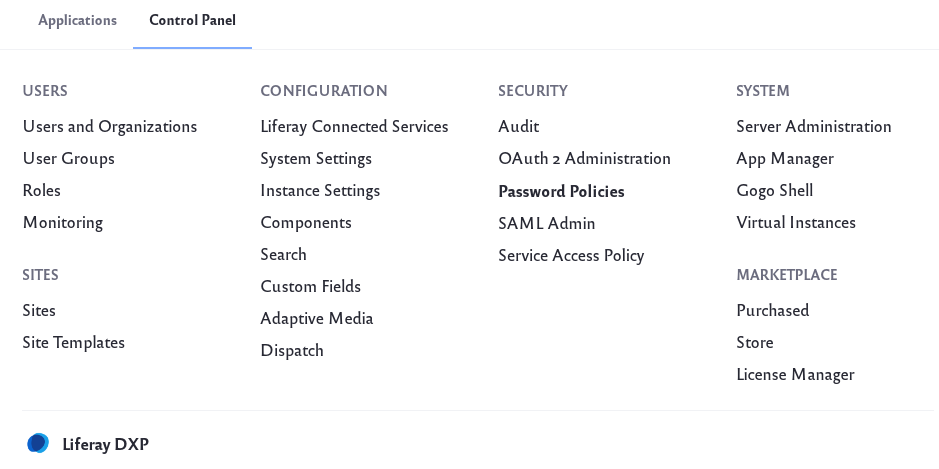 Applications
Control Panel
USERS
Users and Organizations
User Groups
Roles
Monitoring
SITES
Sites
Site Templates
CONFIGURATION
Liferay Connected Services
System Settings
Instance Settings
Components
Search
Custom Fields
Adaptive Media
Dispatch
SECURITY
Audit
OAuth 2 Administration
Password Policies
SAML Admin
Service Access Policy
SYSTEM
Server Administration
App Manager
Gogo Shell
Virtual Instances
MARKETPLACE
Purchased
Store
License Manager
Liferay DXP